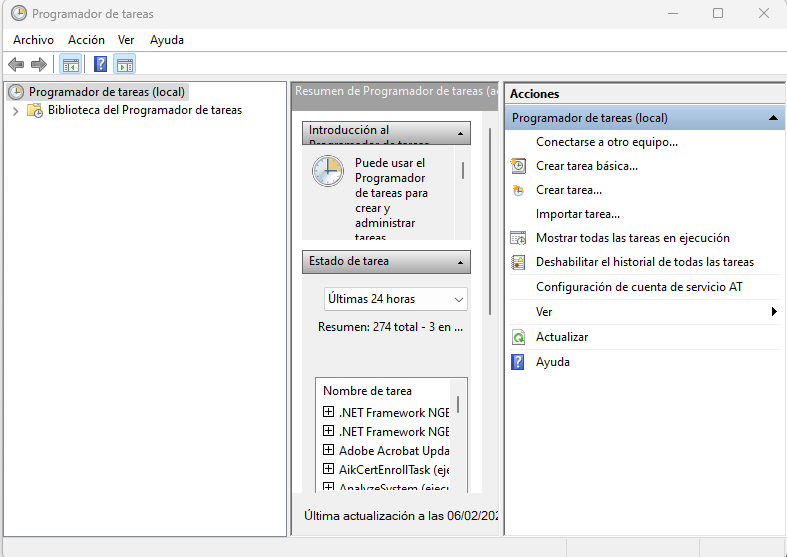 Programador de tareas
Archivo Acción Ver Ayuda
Programador de tareas (local)
Biblioteca del Programador de tareas
Resumen de Programador de tareas (a
Introducción al
Programador de tareas
Puede usar el
Programador
de tareas para
crear y
administrar
tareas
Estado de tarea
Últimas 24 horas
Resumen: 274 total - 3 en ...
Nombre de tarea
.NET Framework NGE
.NET Framework NGE
Adobe Acrobat Upda
AikCertEnrollTask (eje
AnalyzeSystem (ejecu
Última actualización a las 06/02/202
Acciones
Programador de tareas (local)
Conectarse a otro equipo...
Crear tarea básica...
Crear tarea...
Importar tarea...
Mostrar todas las tareas en ejecución
Deshabilitar el historial de todas las tareas
Configuración de cuenta de servicio AT
Ver
Actualizar
Ayuda